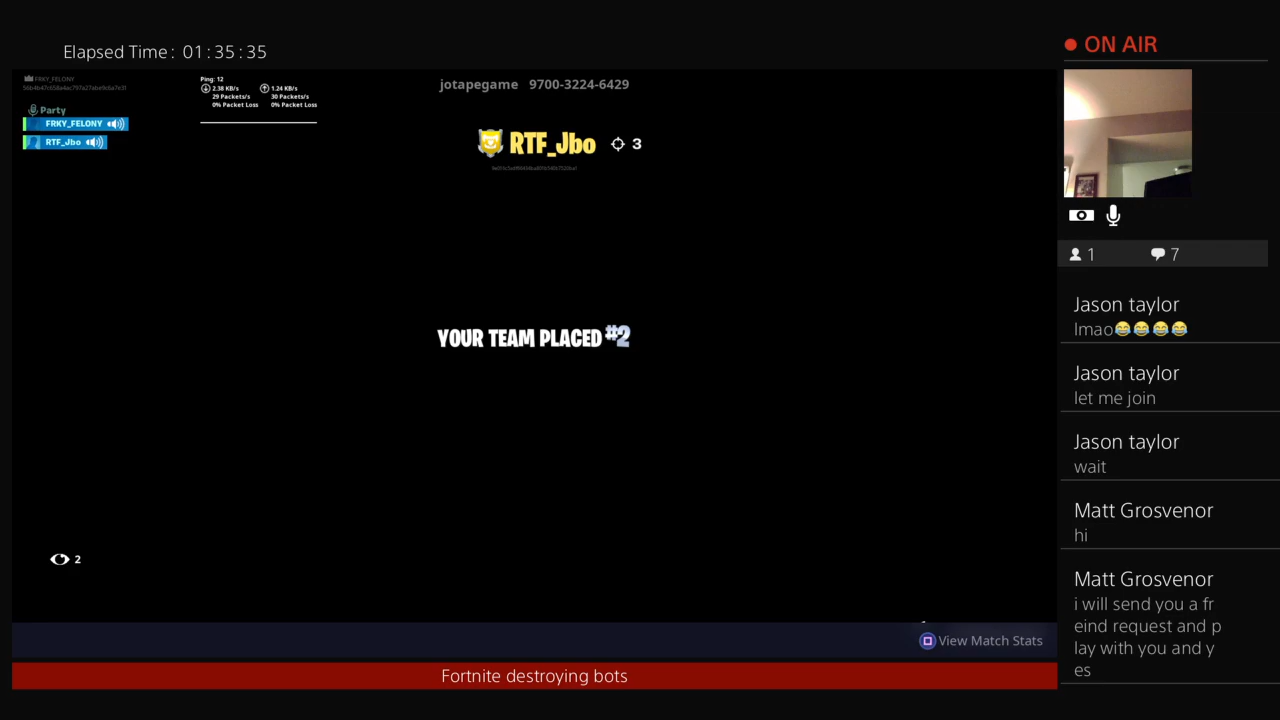 Elapsed Time: 01:35:35
ON AIR
FRKY_FELONY
Party
FRKY_FELONY
RTF_Jbo
Ping: 12
2.38 KB/s 1.24 KB/s
29 Packets/s 30 Packets/s
0% Packet Loss 0% Packet Loss
jotapegame 9700-3224-6429
RTF_Jbo 3
YOUR TEAM PLACED #2
2
View Match Stats
Fortnite destroying bots
1 7
Jason taylor
lmao😂😂😂😂
Jason taylor
let me join
Jason taylor
wait
Matt Grosvenor
hi
Matt Grosvenor
i will send you a fr
eind request and p
lay with you and y
es